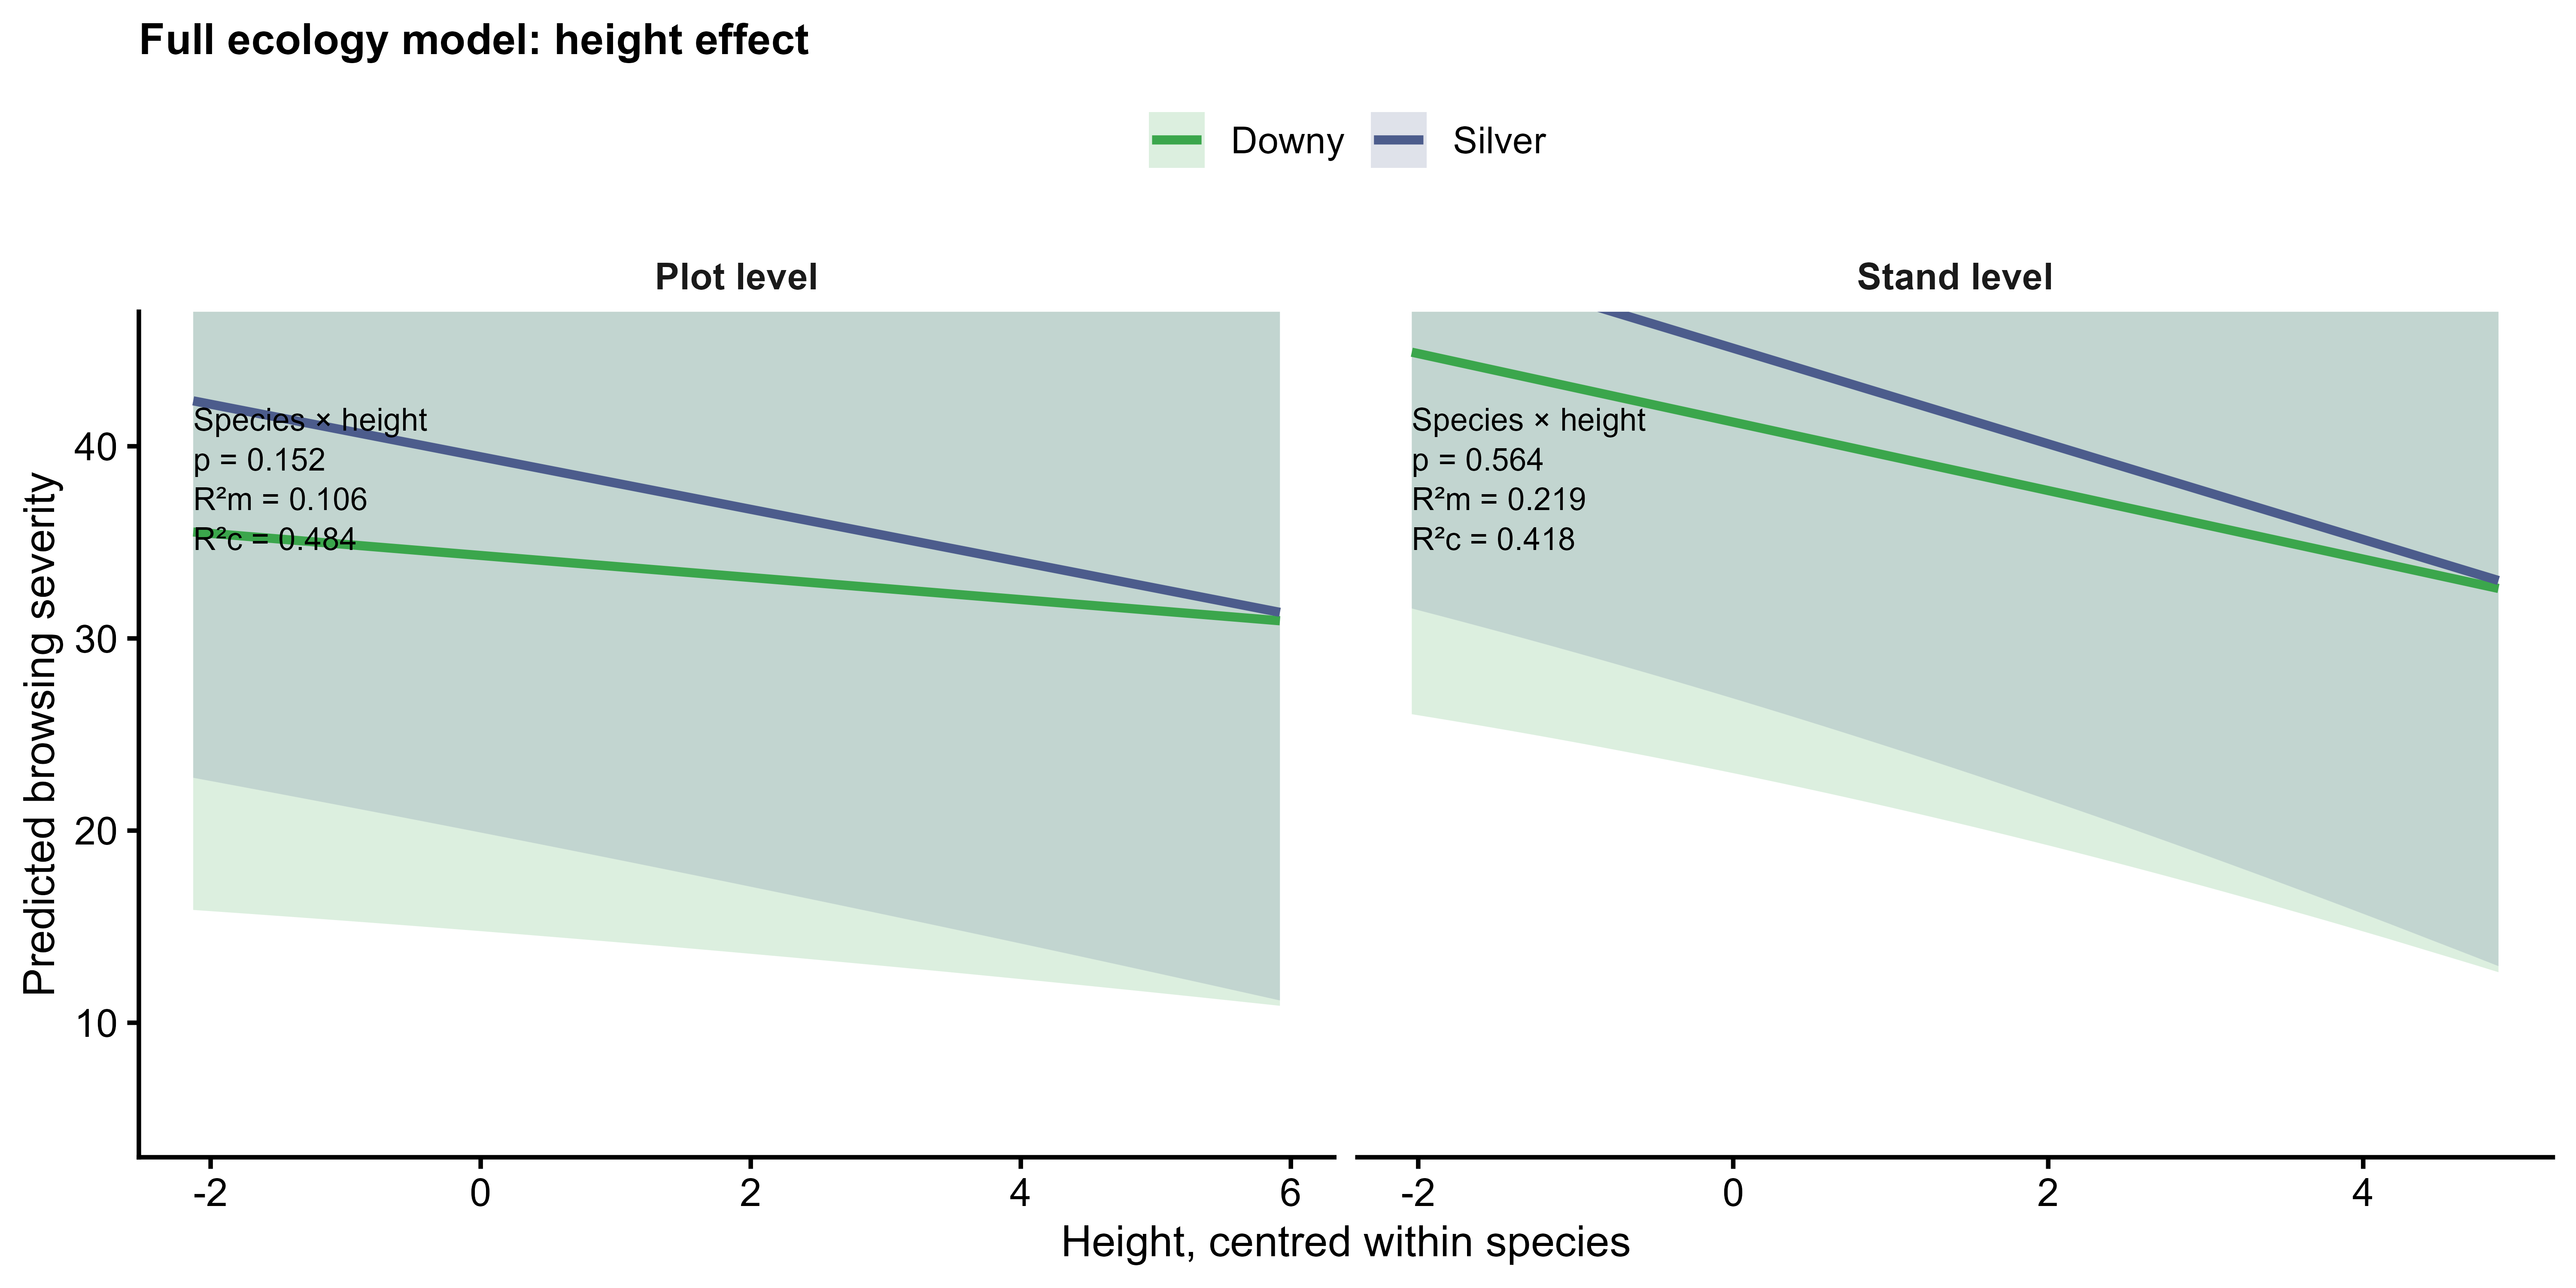 Full ecology model: height effect
Downy
Silver
Plot level
Stand level
Predicted browsing severity
40
30
20
10
Species × height
p = 0.152
R²m = 0.106
R²c = 0.484
Species × height
p = 0.564
R²m = 0.219
R²c = 0.418
-2 0 2 4 6
-2 0 2 4
Height, centred within species